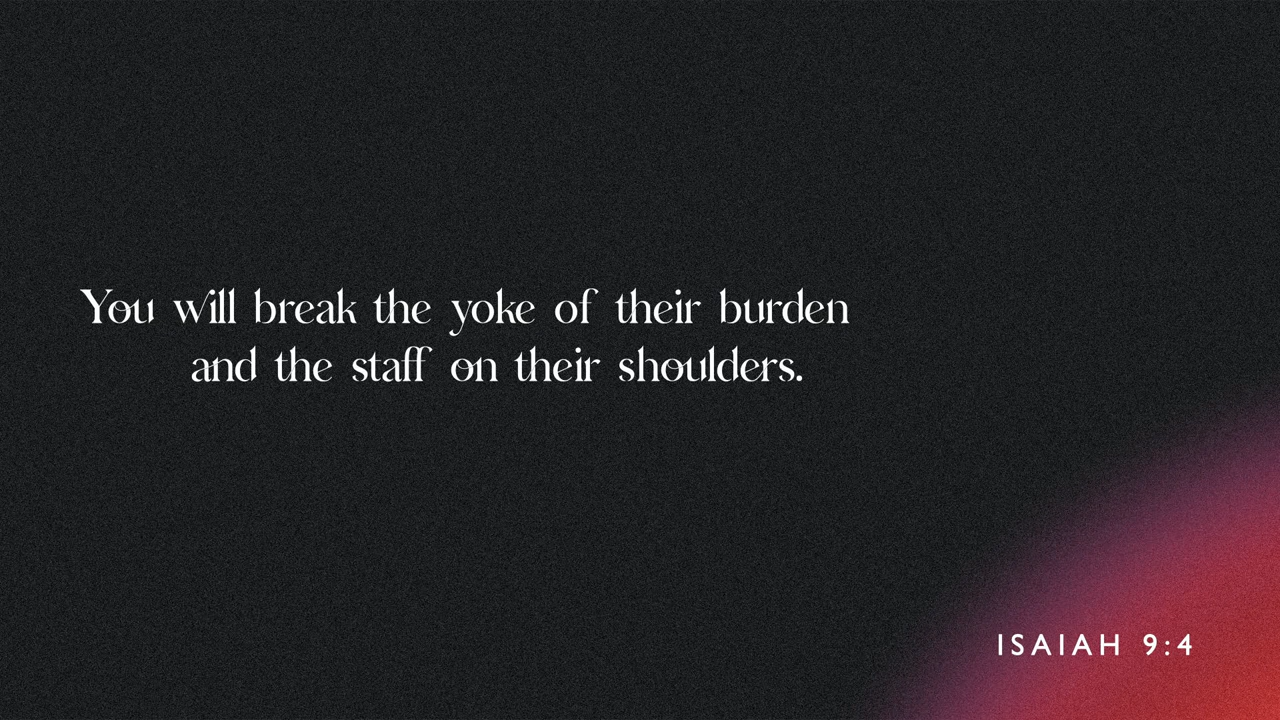 You will break the yoke of their burden
and the staff on their shoulders.
ISAIAH 9:4